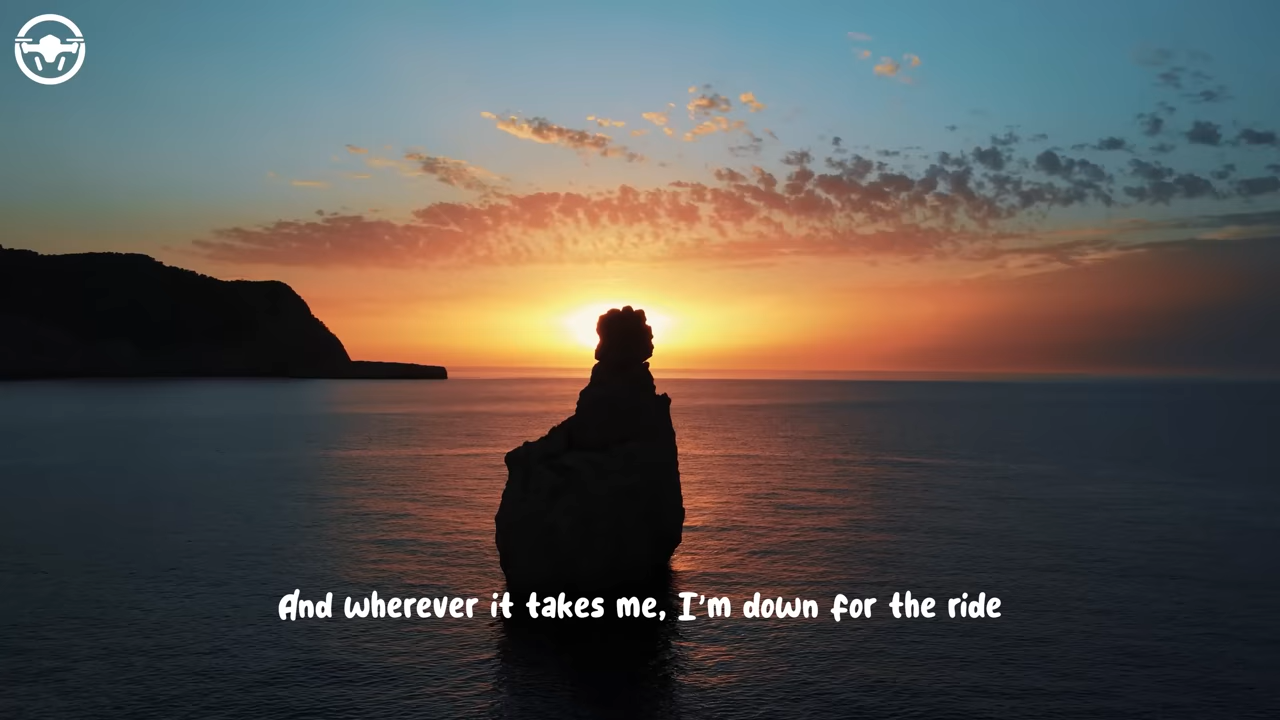 And wherever it takes me, I'm down for the ride